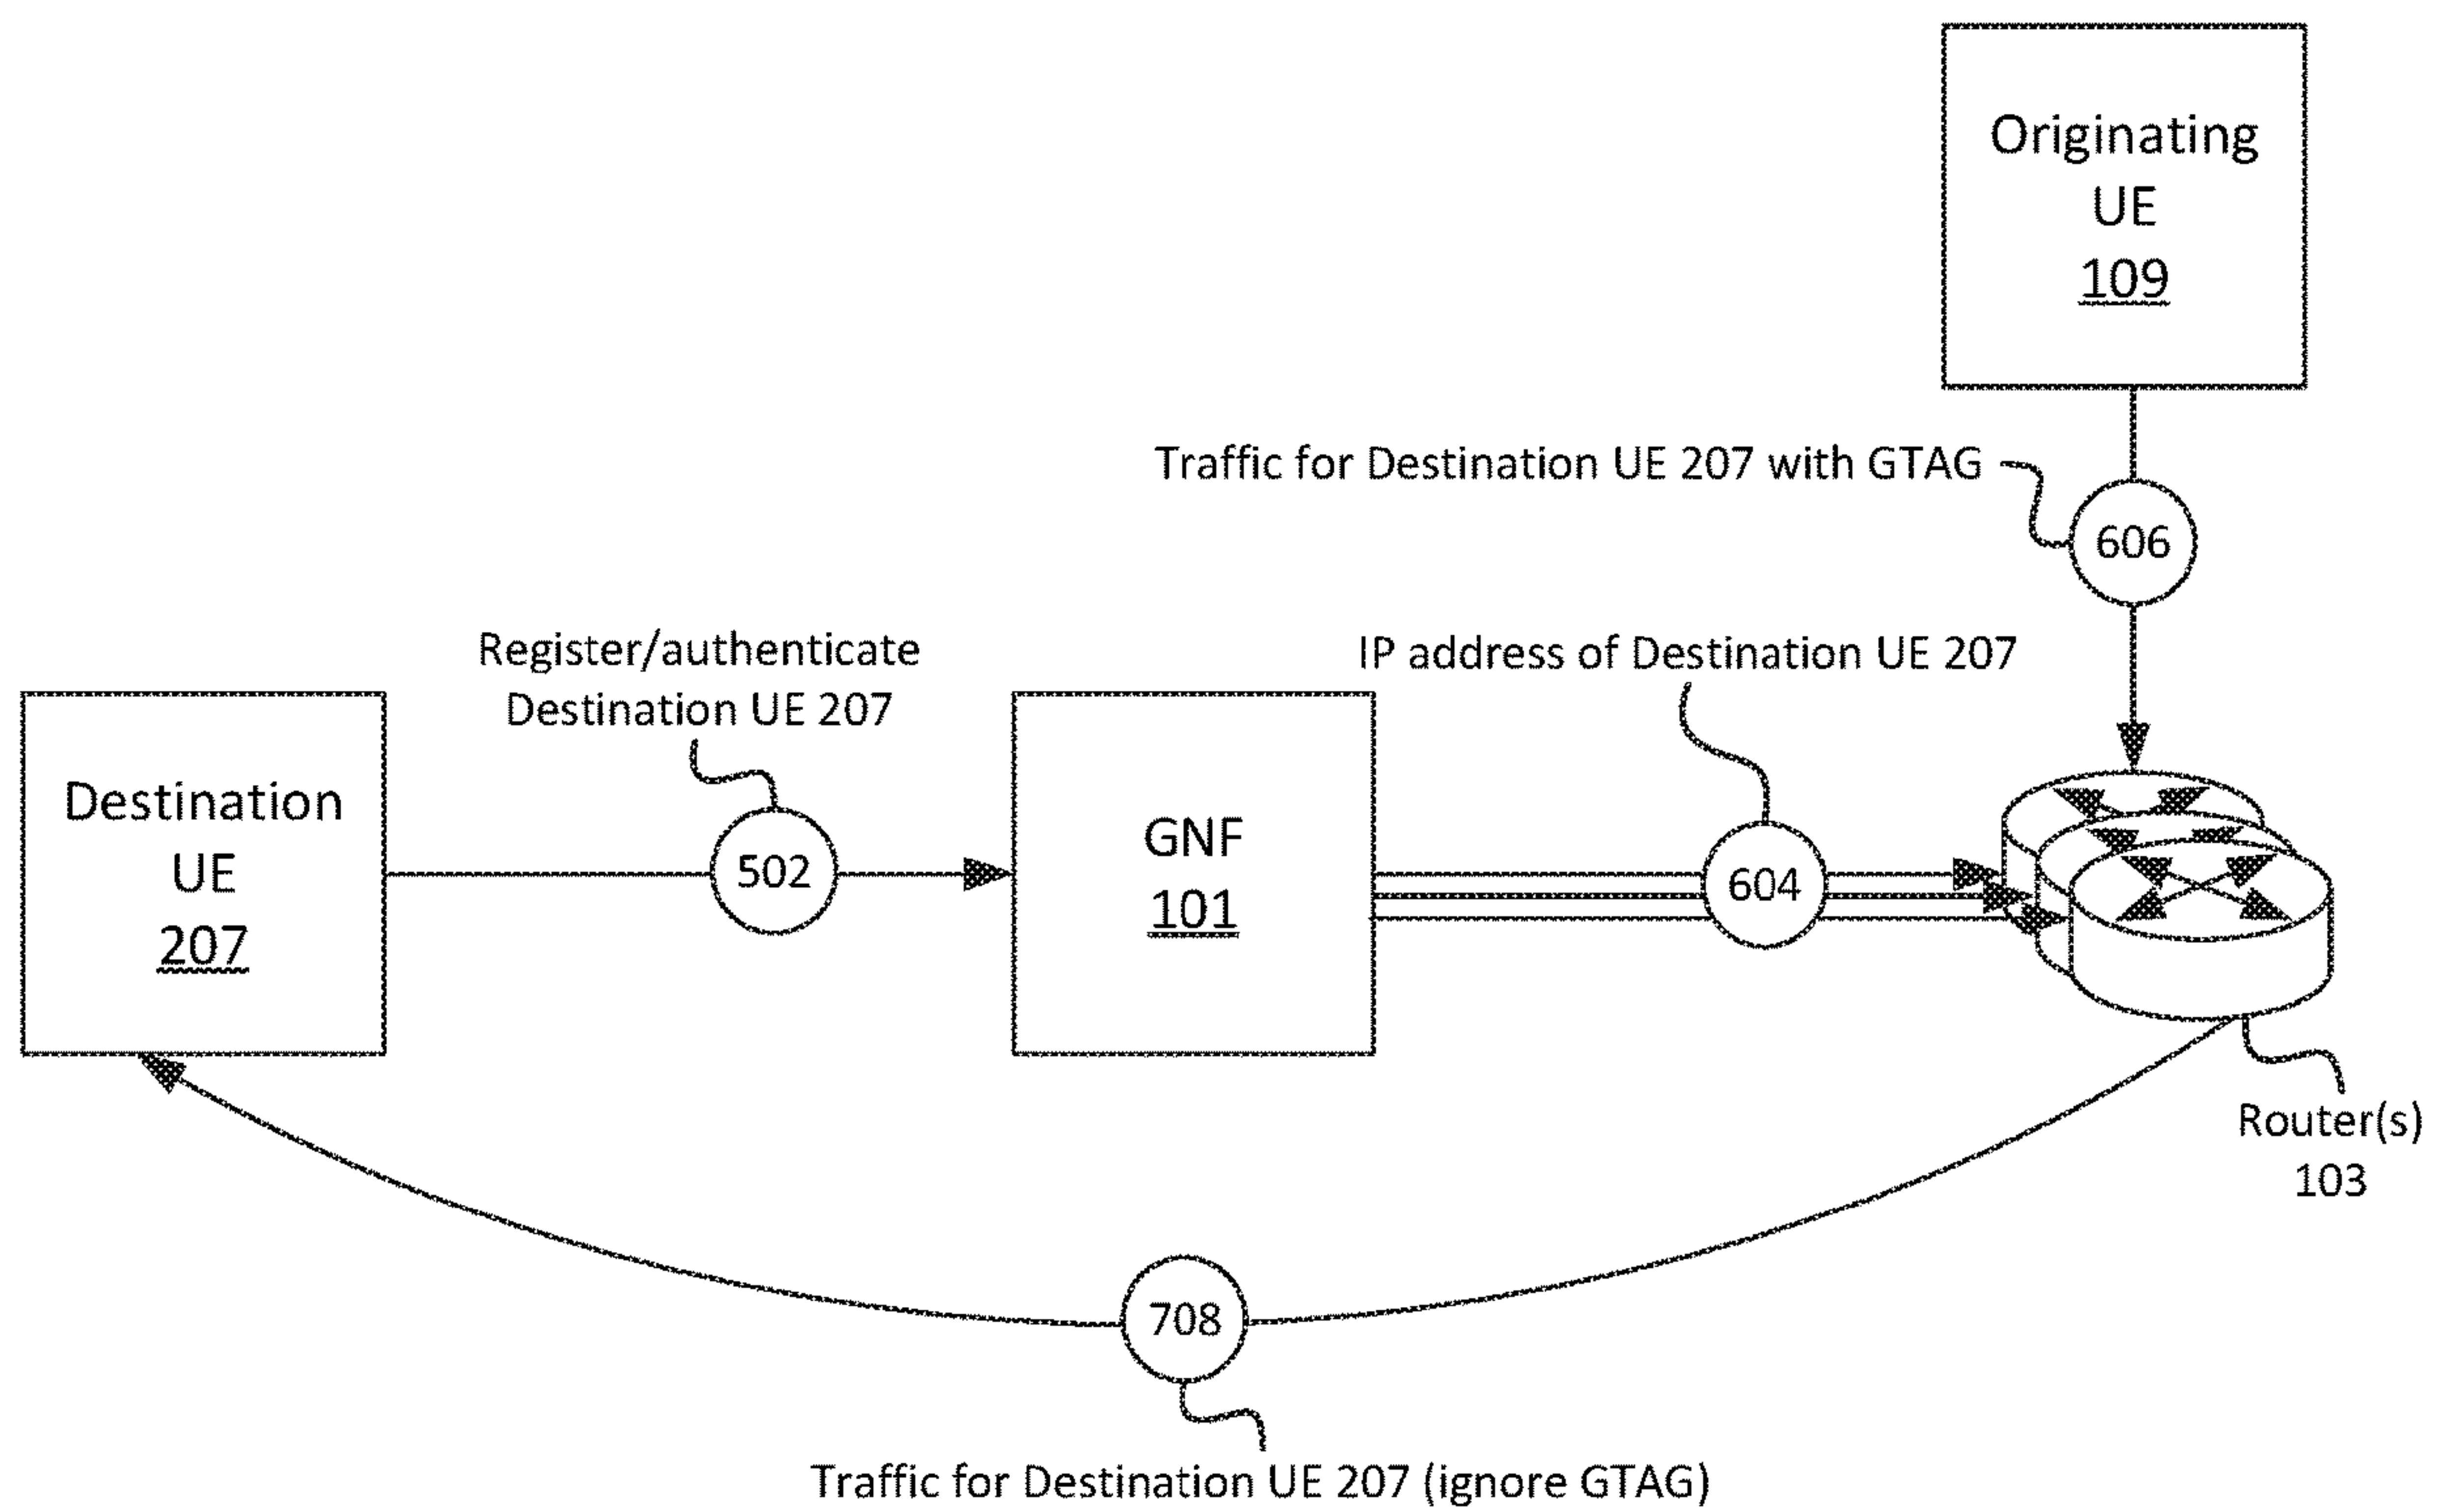 Originating
UE
109
Traffic for Destination UE 207 with GTAG
606
Register/authenticate
Destination UE 207
IP address of Destination UE 207
Destination
UE
207
502
GNF
101
604
Router(s)
103
708
Traffic for Destination UE 207 (ignore GTAG)